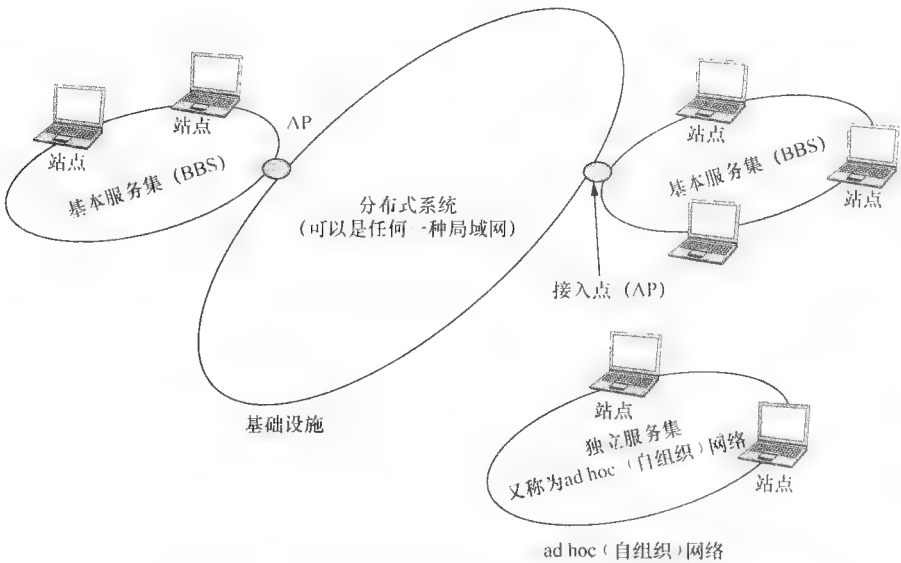 站点
站点
AP
基本服务集（BBS）
分布式系统
（可以是任何一种局域网）
站点
基本服务集（BBS）
站点
接入点（AP）
基础设施
站点
独立服务集
又称为ad hoc（自组织）网络
站点
ad hoc（自组织）网络